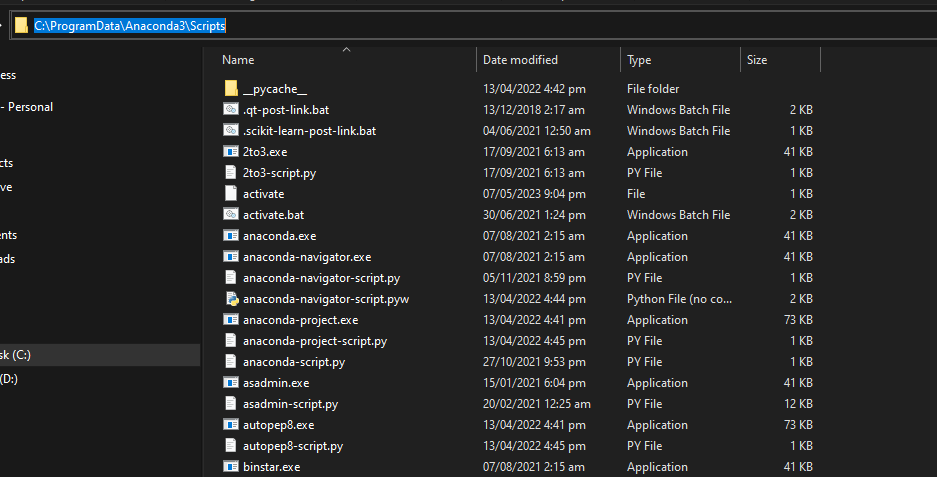 C:\ProgramData\Anaconda3\Scripts
Name Date modified Type Size
ess
- Personal
cts
ve
ents
ads
sk (C:)
(D:)
__pycache__ 13/04/2022 4:42 pm File folder
.qt-post-link.bat 13/12/2018 2:17 am Windows Batch File 2 KB
.scikit-learn-post-link.bat 04/06/2021 12:50 am Windows Batch File 1 KB
2to3.exe 17/09/2021 6:13 am Application 41 KB
2to3-script.py 17/09/2021 6:13 am PY File 1 KB
activate 07/05/2023 9:04 pm File 1 KB
activate.bat 30/06/2021 1:24 pm Windows Batch File 2 KB
anaconda.exe 07/08/2021 2:15 am Application 41 KB
anaconda-navigator.exe 07/08/2021 2:15 am Application 41 KB
anaconda-navigator-script.py 05/11/2021 8:59 pm PY File 1 KB
anaconda-navigator-script.pyw 13/04/2022 4:44 pm Python File (no co... 2 KB
anaconda-project.exe 13/04/2022 4:41 pm Application 73 KB
anaconda-project-script.py 13/04/2022 4:45 pm PY File 1 KB
anaconda-script.py 27/10/2021 9:53 pm PY File 1 KB
asadmin.exe 15/01/2021 6:04 pm Application 41 KB
asadmin-script.py 20/02/2021 12:25 am PY File 12 KB
autopep8.exe 13/04/2022 4:41 pm Application 73 KB
autopep8-script.py 13/04/2022 4:45 pm PY File 1 KB
binstar.exe 07/08/2021 2:15 am Application 41 KB